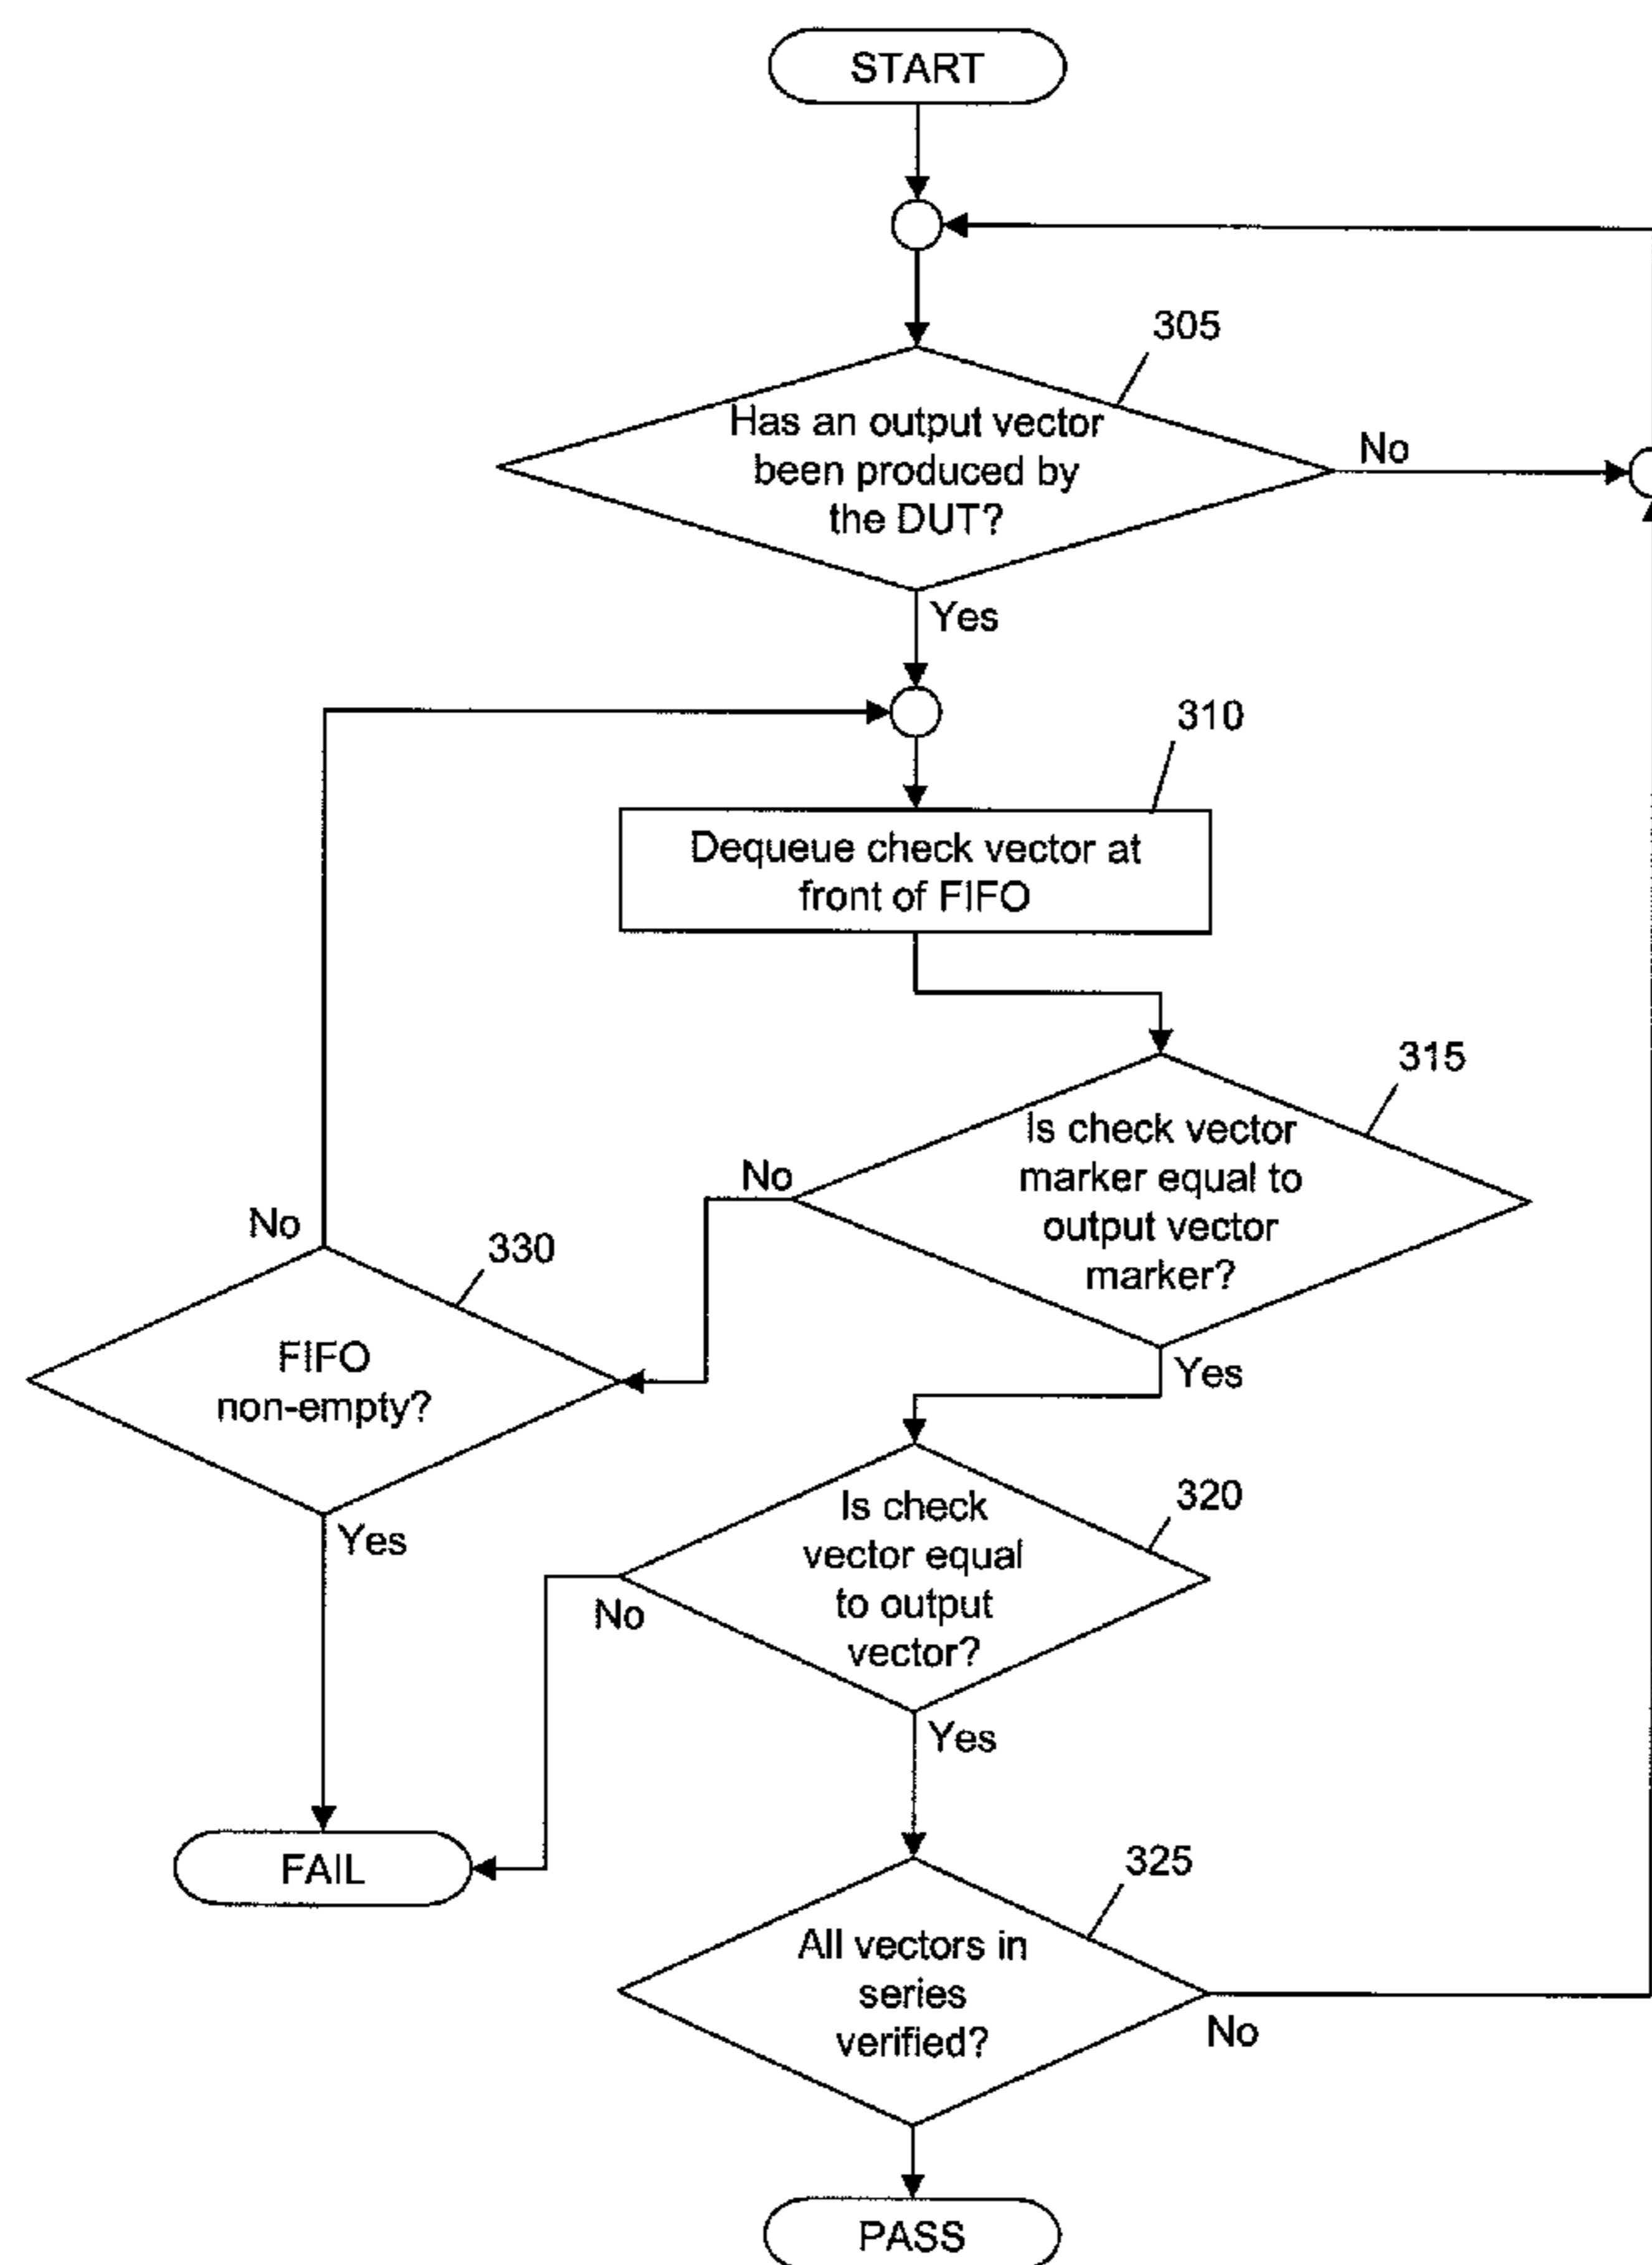 START
305
Has an output vector
been produced by
the DUT?
No
Yes
310
Dequeue check vector at
front of FIFO
315
Is check vector
marker equal to
output vector
marker?
No
Yes
No
330
FIFO
non-empty?
Yes
320
Is check
vector equal
to output
vector?
No
Yes
FAIL
325
All vectors in
series
verified?
No
PASS